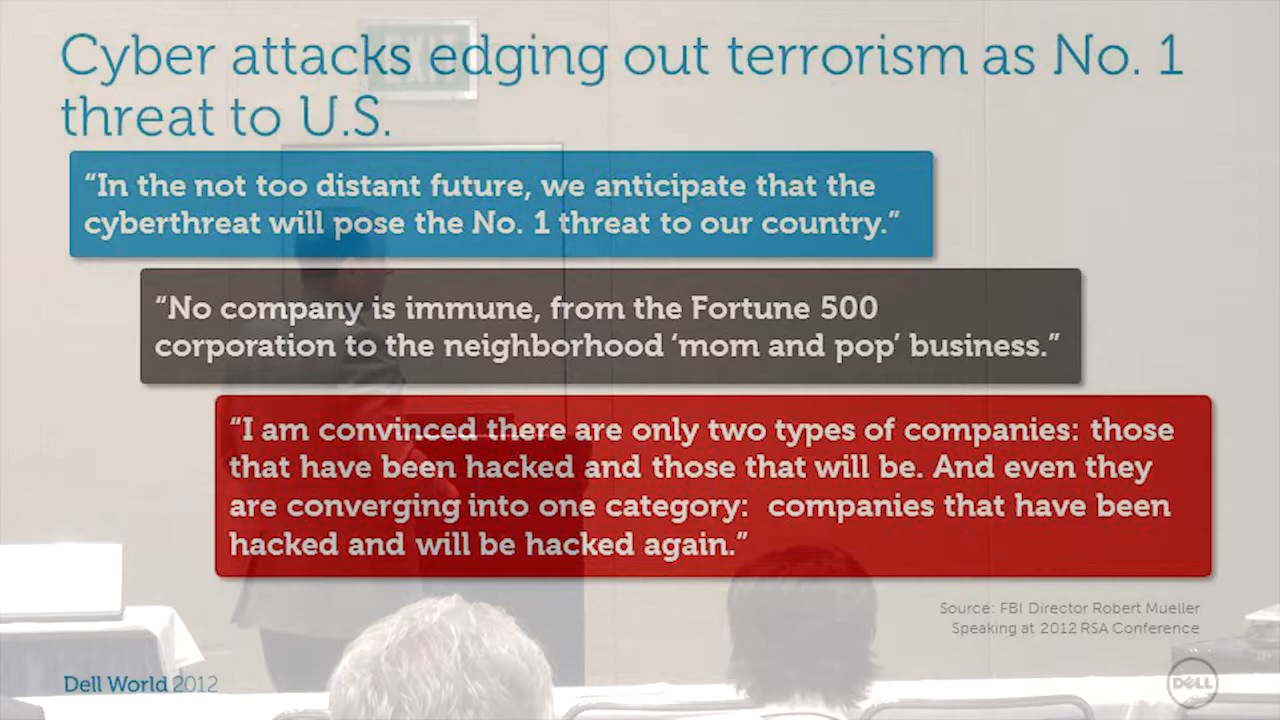 Cyber attacks edging out terrorism as No. 1
threat to U.S.
“In the not too distant future, we anticipate that the
cyberthreat will pose the No. 1 threat to our country.”
“No company is immune, from the Fortune 500
corporation to the neighborhood ‘mom and pop’ business.”
“I am convinced there are only two types of companies: those
that have been hacked and those that will be. And even they
are converging into one category:  companies that have been
hacked and will be hacked again.”
Source: FBI Director Robert Mueller
Speaking at 2012 RSA Conference
Dell World 2012
DELL
EXIT